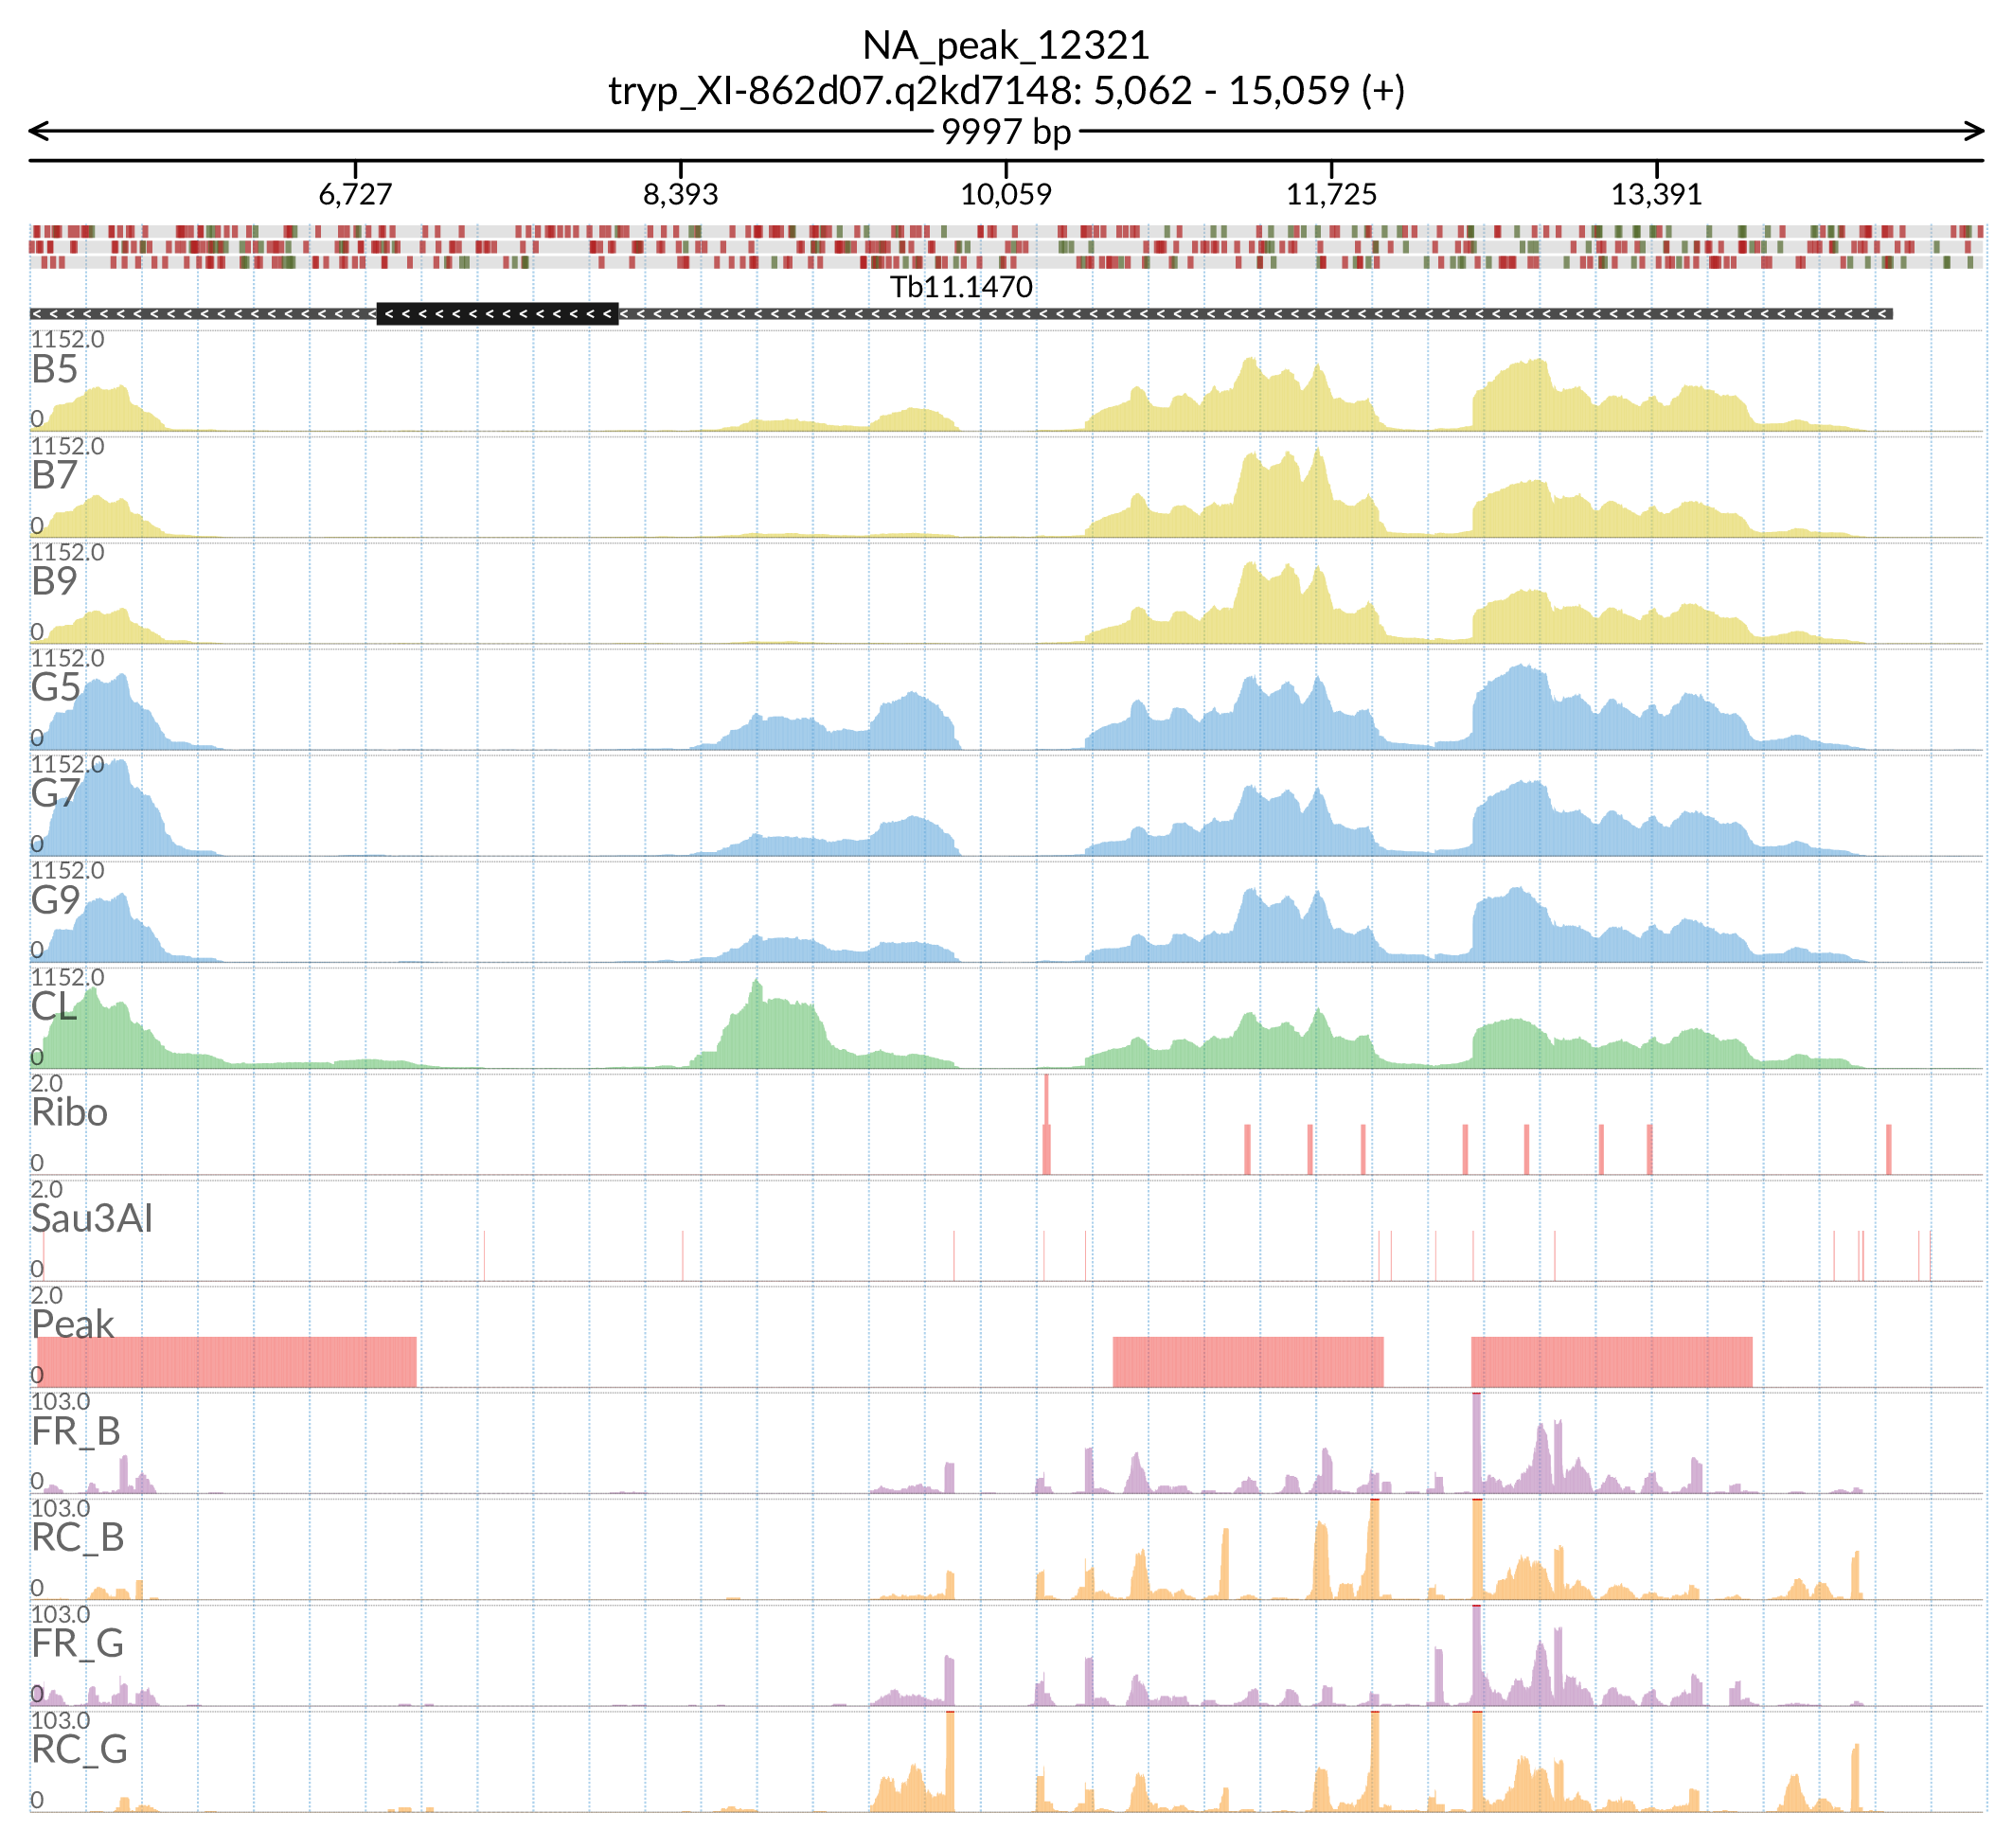 NA_peak_12321
tryp_XI-862d07.q2kd7148: 5,062 - 15,059 (+)
9997 bp
6,727 8,393 10,059 11,725 13,391
Tb11.1470
1152.0
B5
0
1152.0
B7
0
1152.0
B9
0
1152.0
G5
0
1152.0
G7
0
1152.0
G9
0
1152.0
CL
0
2.0
Ribo
0
2.0
Sau3AI
0
2.0
Peak
0
103.0
FR_B
0
103.0
RC_B
0
103.0
FR_G
0
103.0
RC_G
0